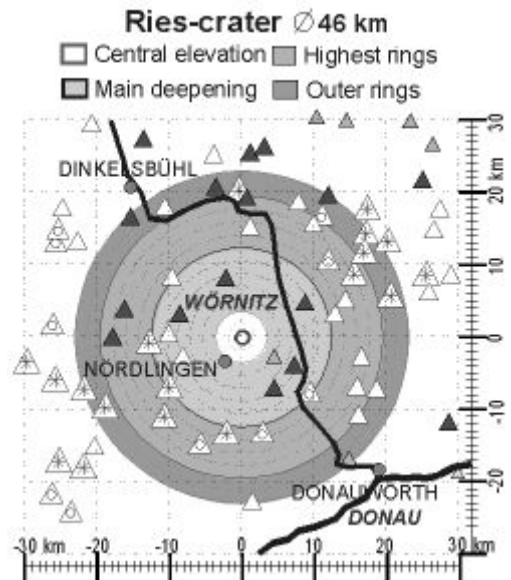 Ries-crater ∅ 46 km
Central elevation Highest rings
Main deepening Outer rings
30
km
DINKELSBÜHL
20
10
WÖRNITZ
0
NÖRDLINGEN
-10
-20
DONAUWÖRTH
DONAU
-30 km -20 -10 0 10 20 30 km